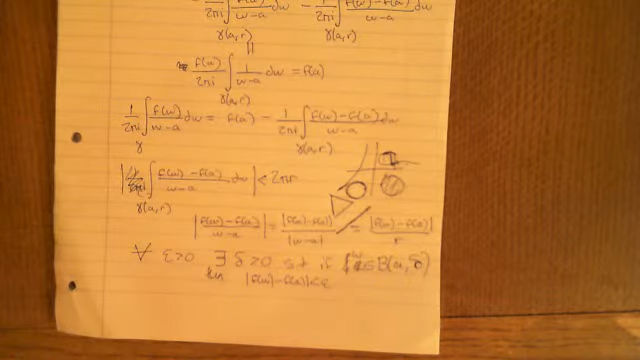 1/2πi ∫ f(w)/w-a dw - 1/2πi ∫ f(w)-f(a)/w-a dw
γ(a,r) γ(a,r)
||
f(a)/2πi ∫ 1/w-a dw = f(a)
γ(a,r)
1/2πi ∫ f(w)/w-a dw = f(a) - 1/2πi ∫ f(w)-f(a)/w-a dw
γ γ(a,r)
| ∫ f(w)-f(a)/w-a dw | < 2πr
γ(a,r)
|f(w)-f(a)/w-a| = |f(w)-f(a)|/|w-a| = |f(w)-f(a)|/r
∀ ε>0 ∃ δ>0 s.t if w ∈ B(a, δ)
|f(w)-f(a)|<ε